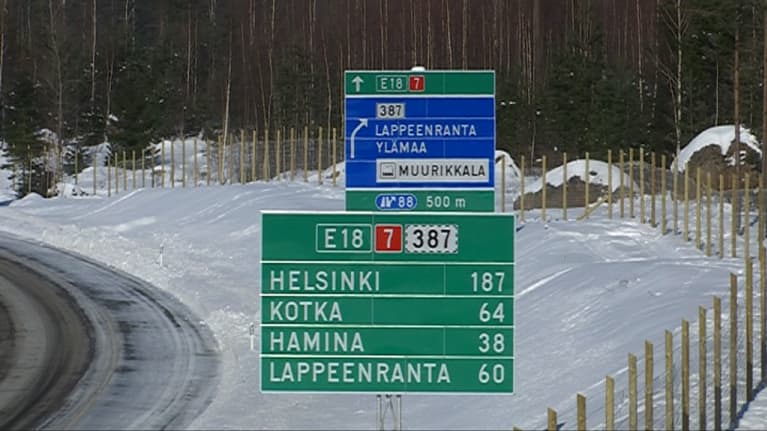 E18 7
387
LAPPEENRANTA
YLÄMAA
MUURIKKALA
88 500 m
E18 7 387
HELSINKI 187
KOTKA 64
HAMINA 38
LAPPEENRANTA 60